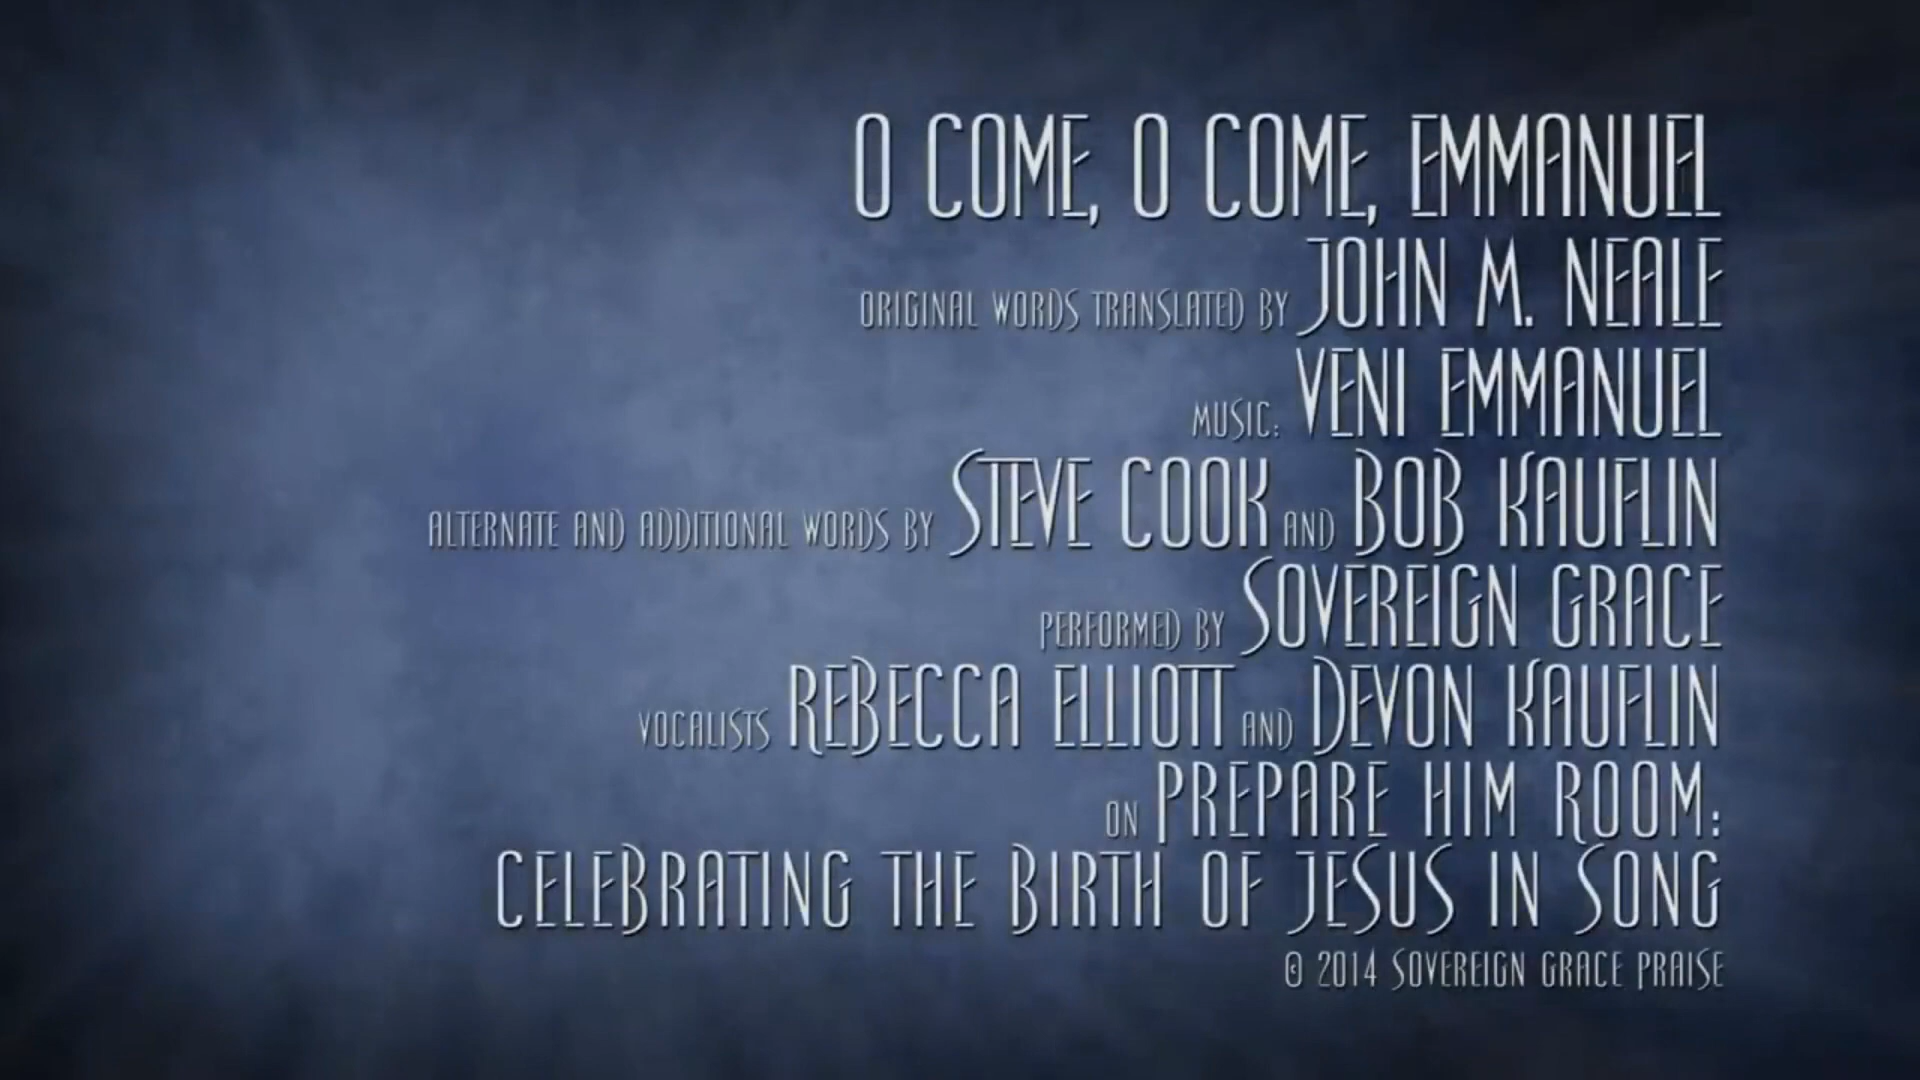 O COME, O COME, EMMANUEL
ORIGINAL WORDS TRANSLATED BY JOHN M. NEALE
MUSIC: VENI EMMANUEL
ALTERNATE AND ADDITIONAL WORDS BY STEVE COOK AND BOB KAUFLIN
PERFORMED BY SOVEREIGN GRACE
VOCALISTS REBECCA ELLIOTT AND DEVON KAUFLIN
ON PREPARE HIM ROOM:
CELEBRATING THE BIRTH OF JESUS IN SONG
© 2014 SOVEREIGN GRACE PRAISE